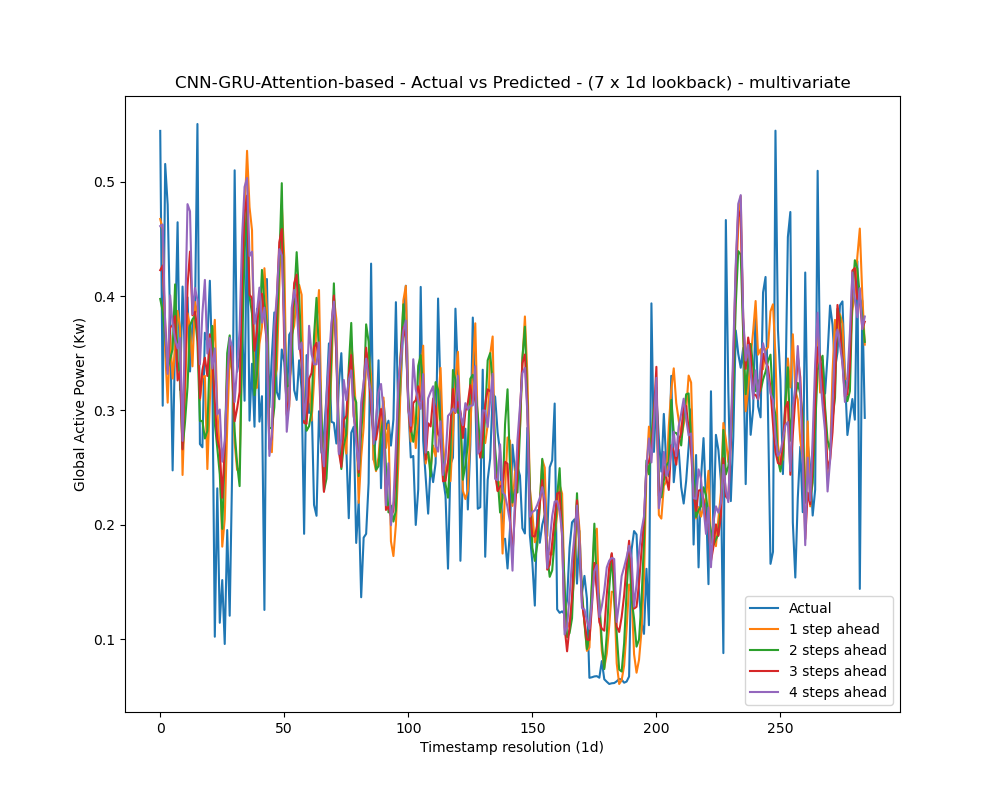 CNN-GRU-Attention-based - Actual vs Predicted - (7 x 1d lookback) - multivariate
Global Active Power (Kw)
0.5
0.4
0.3
0.2
0.1
0 50 100 150 200 250
Timestamp resolution (1d)
Actual
1 step ahead
2 steps ahead
3 steps ahead
4 steps ahead